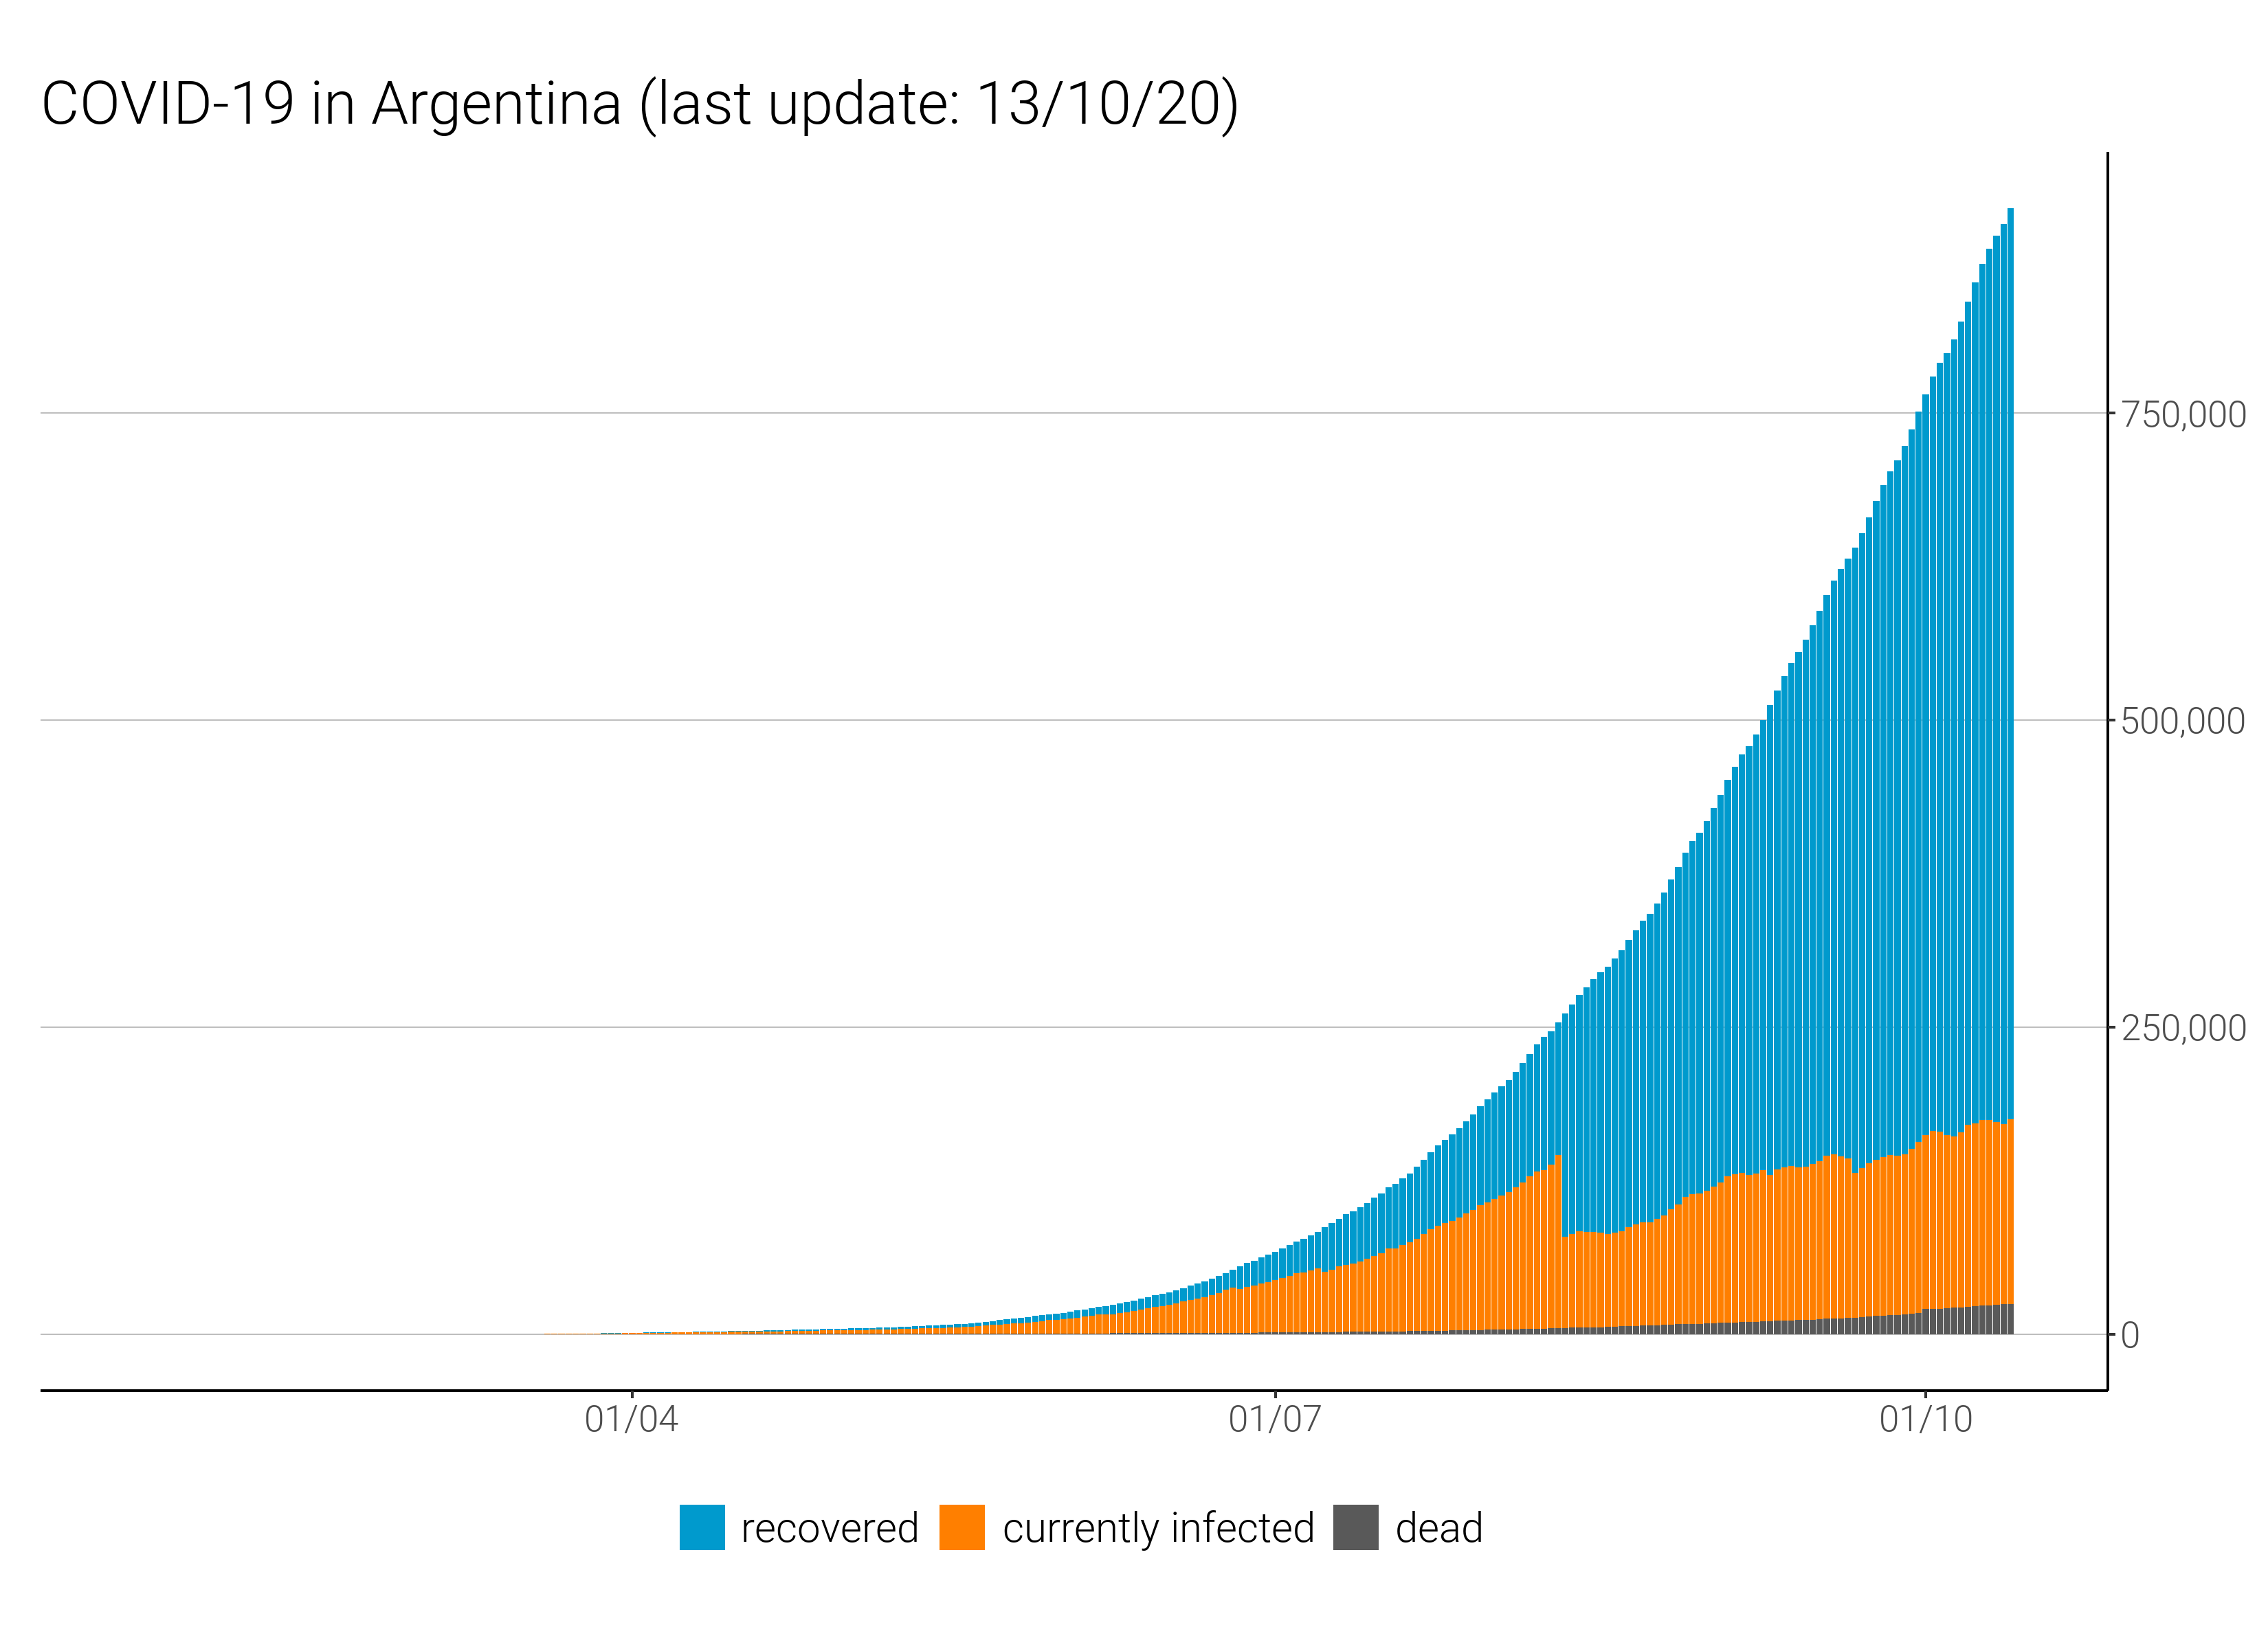 COVID-19 in Argentina (last update: 13/10/20)
750,000
500,000
250,000
0
01/04 01/07 01/10
recovered currently infected dead